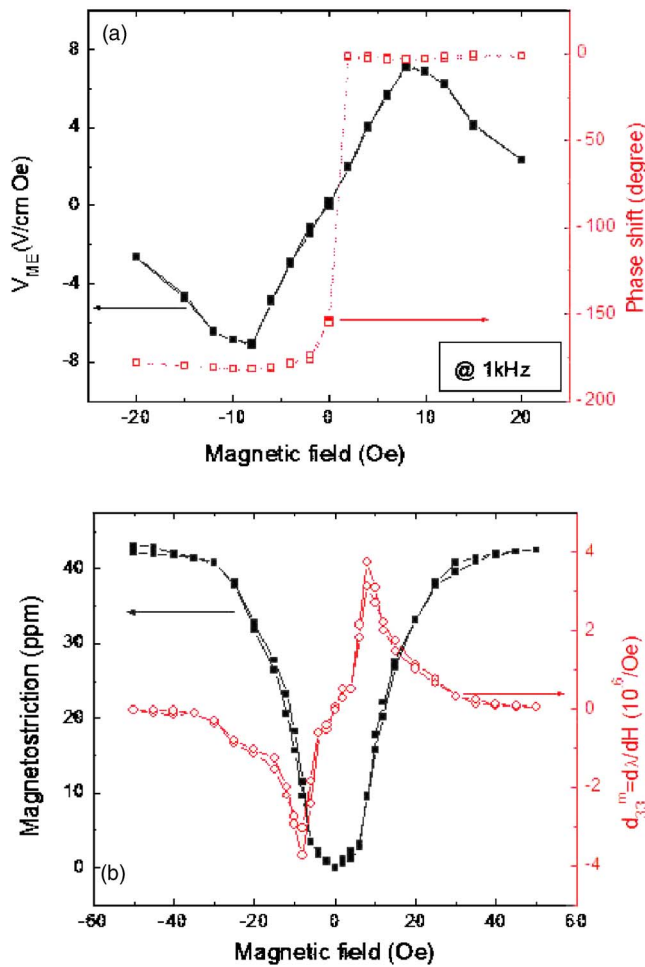 (a)
8
4
0
-4
-8
V_ME (V/cm Oe)
0
-50
-100
-150
-200
Phase shift (degree)
@ 1kHz
-20 -10 0 10 20
Magnetic field (Oe)
40
30
20
10
0
Magnetostriction (ppm)
4
2
0
-2
-4
d₃₃ᵐ=dλ/dH (10⁻⁶/Oe)
(b)
-60 -40 -20 0 20 40 60
Magnetic field (Oe)